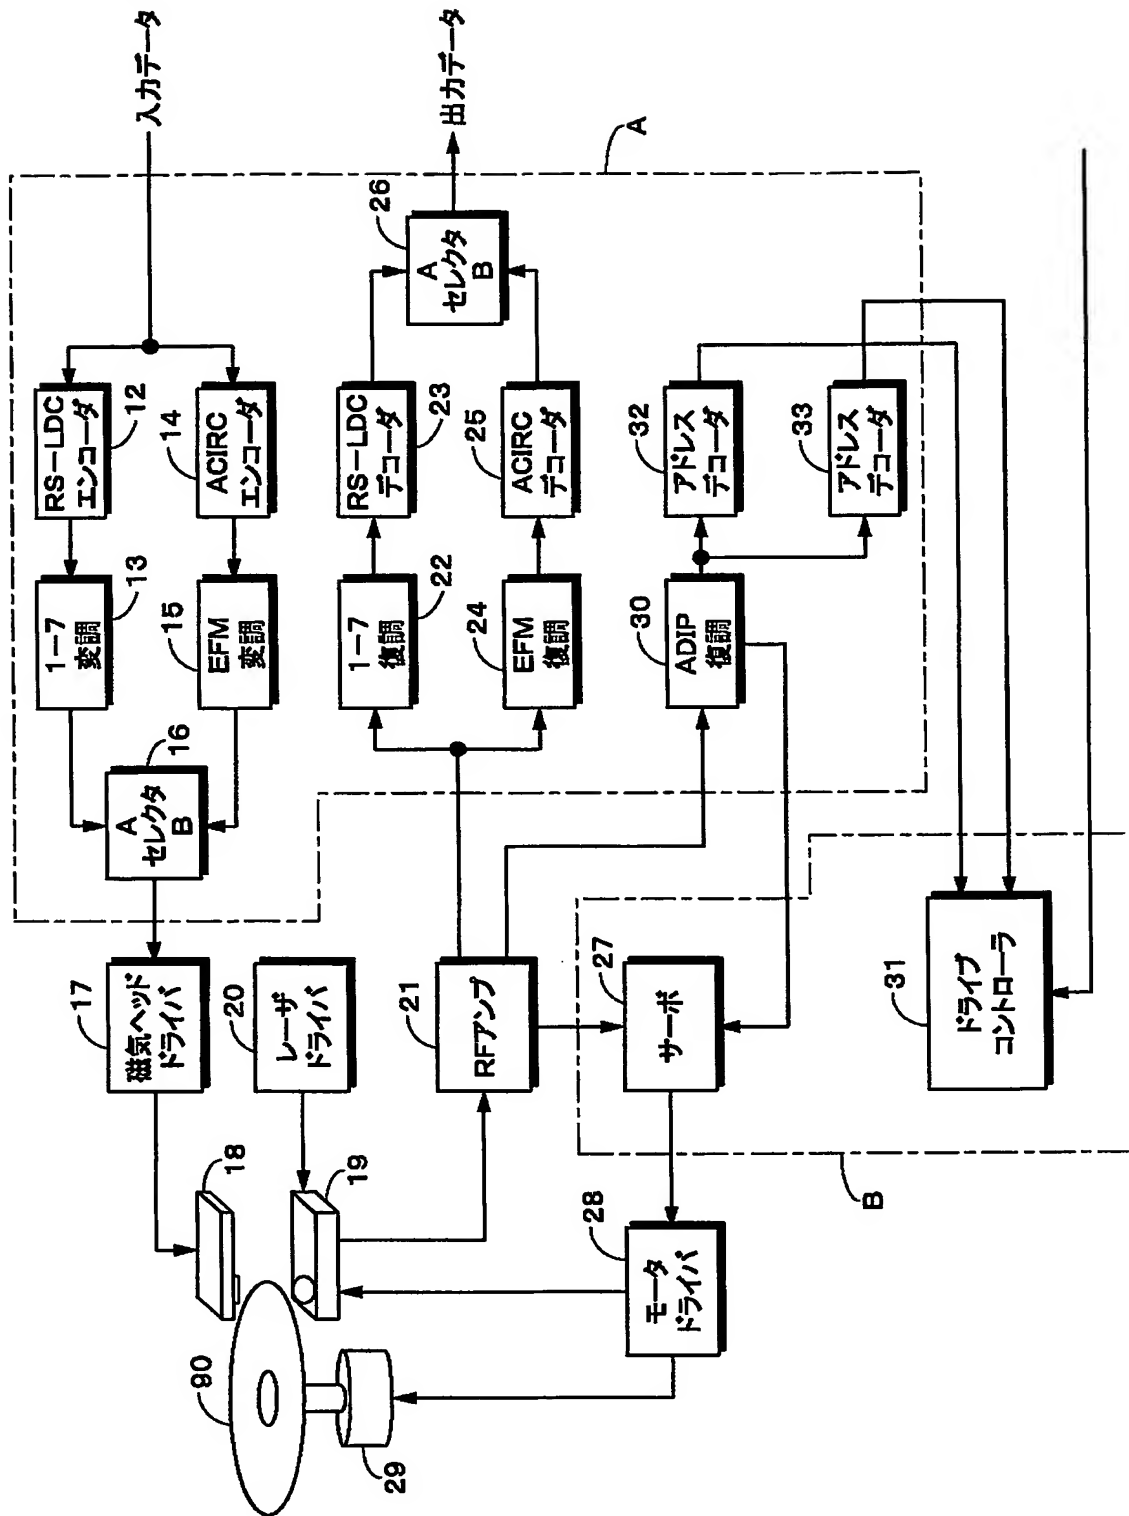 入力データ
出力データ
A
RS-LDC
エンコーダ
12
ACIRC
エンコーダ
14
1-7
変調
13
EFM
変調
15
A
セレクタ
B
16
磁気ヘッド
ドライバ
17
18
レーザ
ドライバ
20
19
90
29
RFアンプ
21
1-7
復調
22
RS-LDC
デコーダ
23
EFM
復調
24
ACIRC
デコーダ
25
A
セレクタ
B
26
サーボ
27
モータ
ドライバ
28
ADIP
復調
30
アドレス
デコーダ
32
アドレス
デコーダ
33
ドライブ
コントローラ
31
B